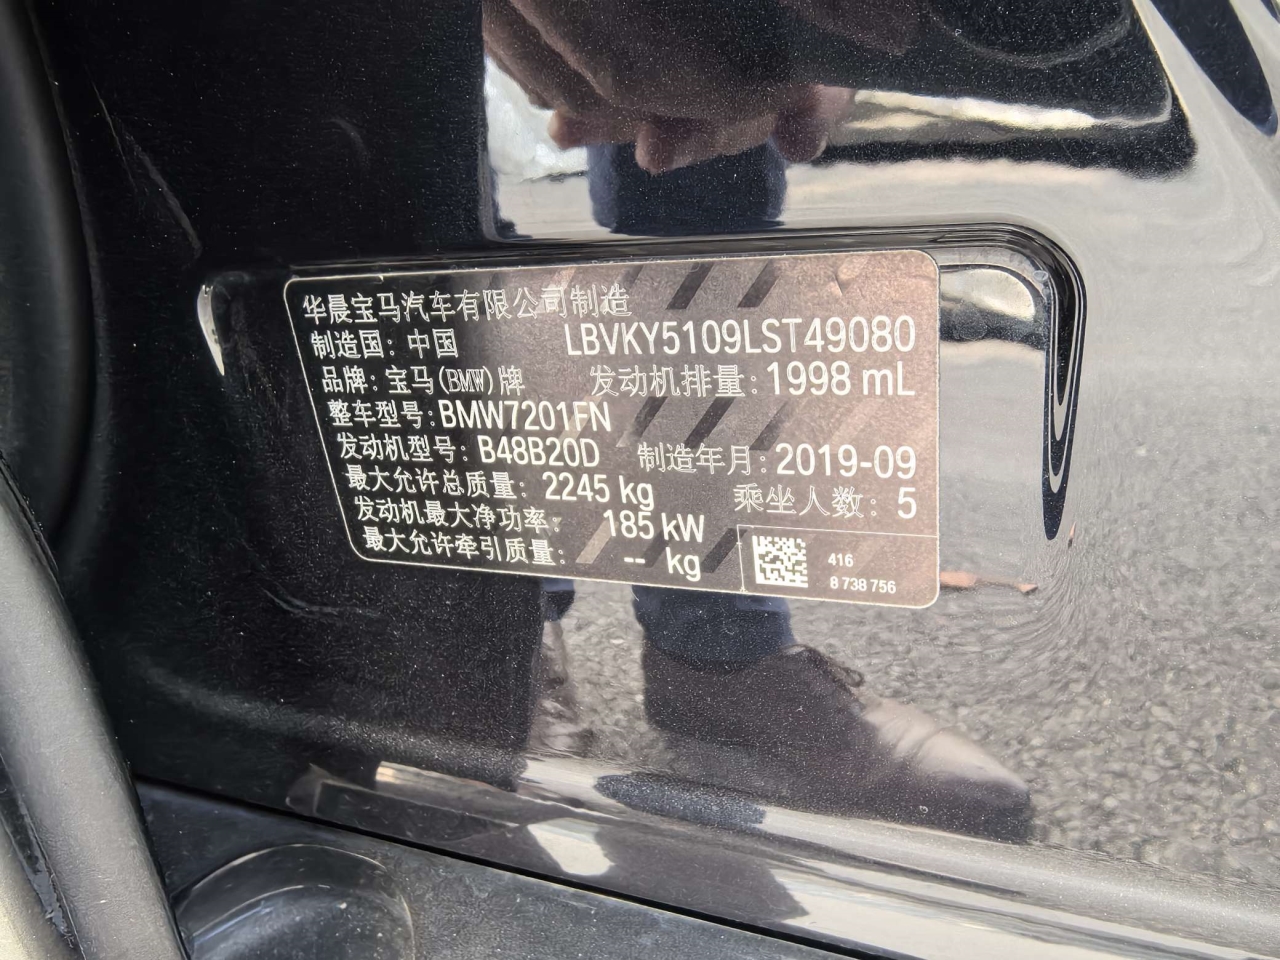 华晨宝马汽车有限公司制造
制造国：中国 LBVKY5109LST49080
品牌：宝马(BMW)牌 发动机排量：1998 mL
整车型号：BMW7201FN
发动机型号：B48B20D 制造年月：2019-09
最大允许总质量：2245 kg 乘坐人数：5
发动机最大净功率：185 kW
最大允许牵引质量：-- kg
416
8 738 756